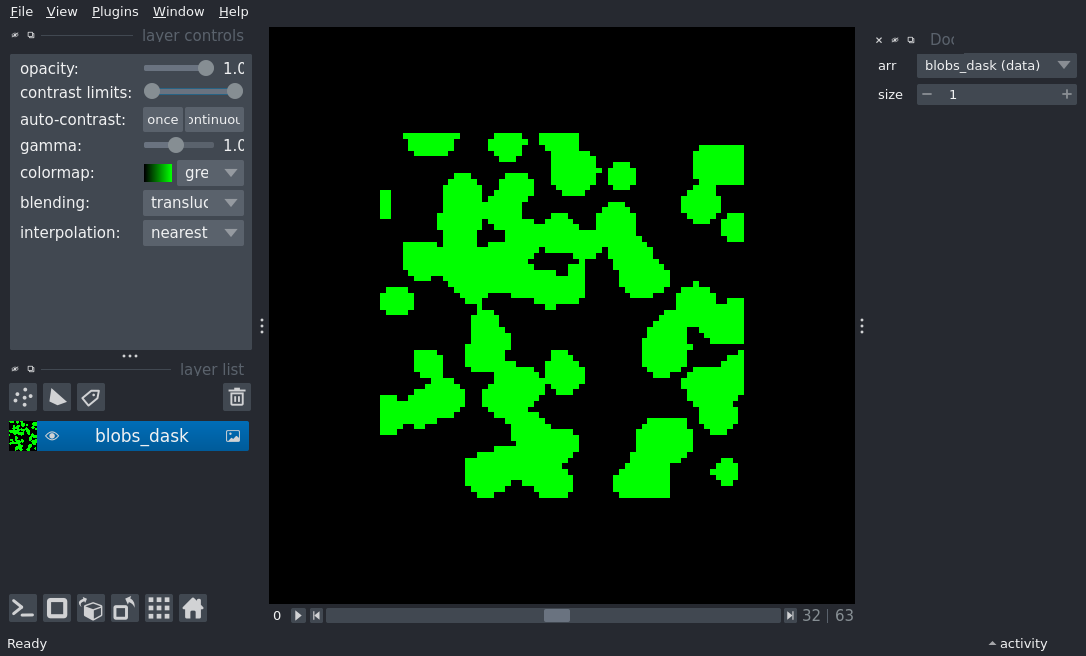 File View Plugins Window Help
layer controls
opacity: 1.0
contrast limits:
auto-contrast: once ontinuou
gamma: 1.0
colormap: gre
blending: transluc
interpolation: nearest
layer list
blobs_dask
0 32 | 63
Ready
Doc
arr blobs_dask (data)
size 1
activity